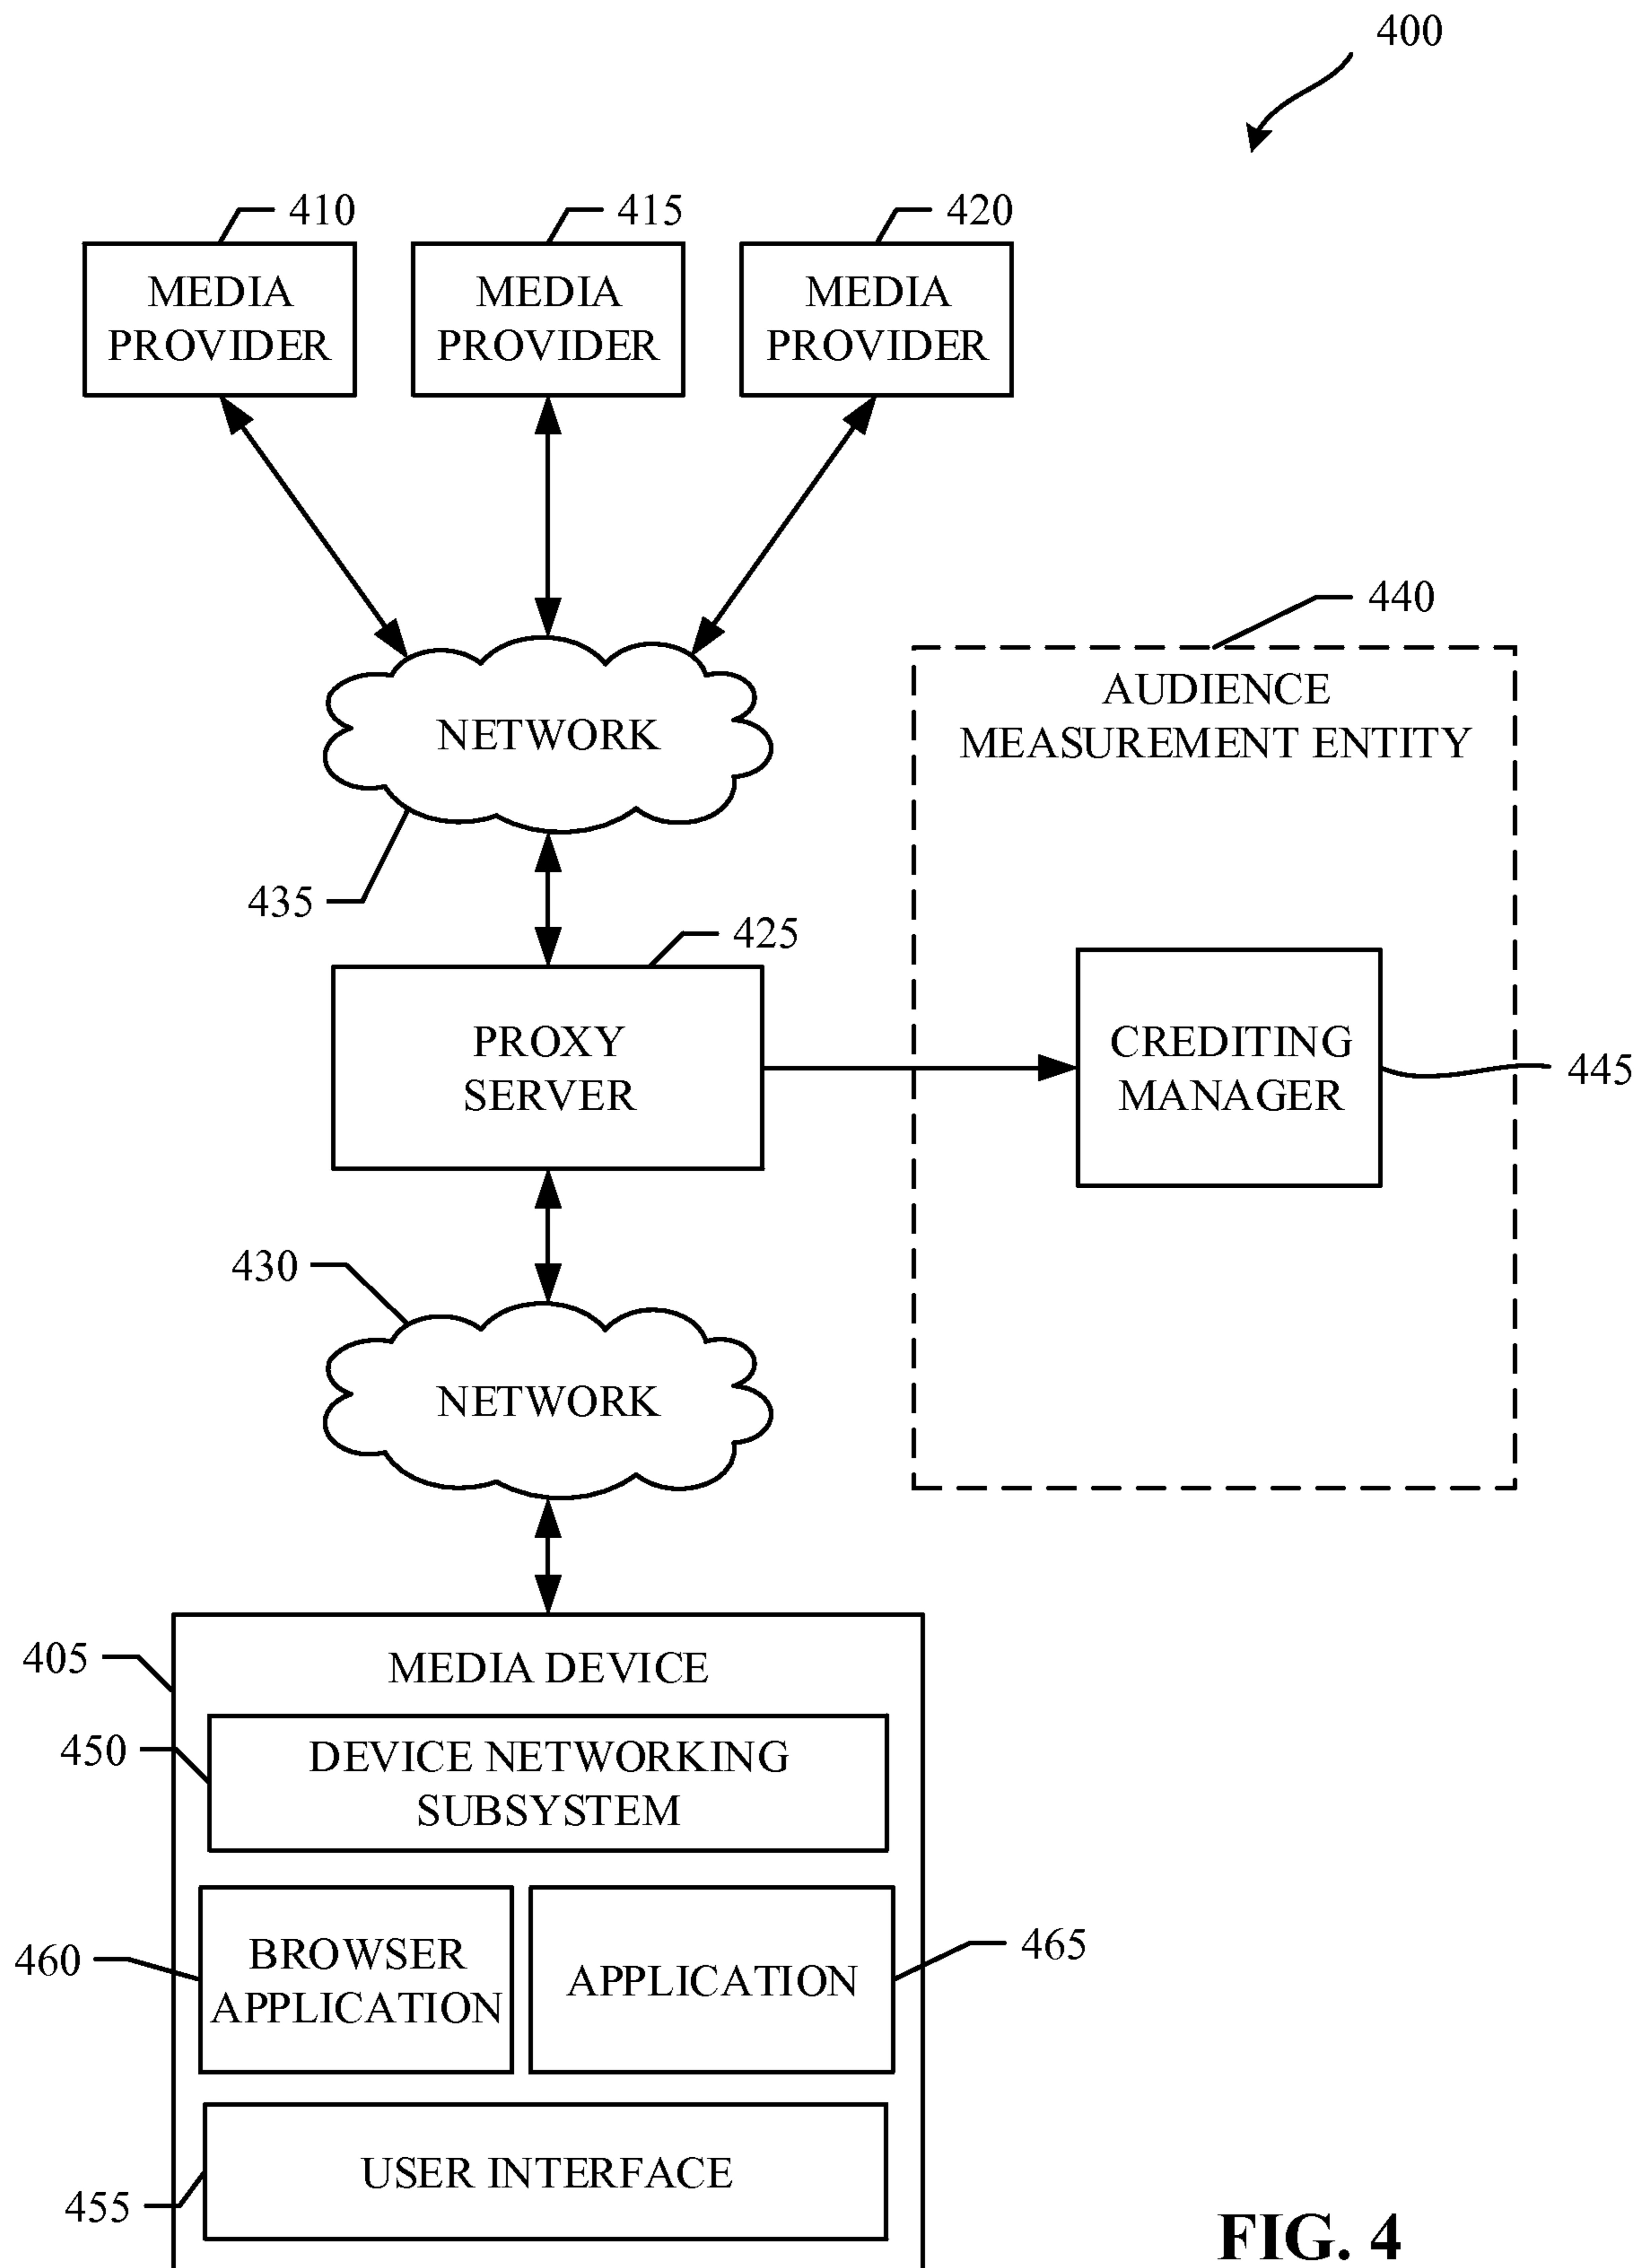 400
410
415
420
MEDIA
PROVIDER
MEDIA
PROVIDER
MEDIA
PROVIDER
440
NETWORK
AUDIENCE
MEASUREMENT ENTITY
435
425
PROXY
SERVER
CREDITING
MANAGER
445
430
NETWORK
405
MEDIA DEVICE
450
DEVICE NETWORKING
SUBSYSTEM
460
BROWSER
APPLICATION
APPLICATION
465
USER INTERFACE
455
FIG. 4